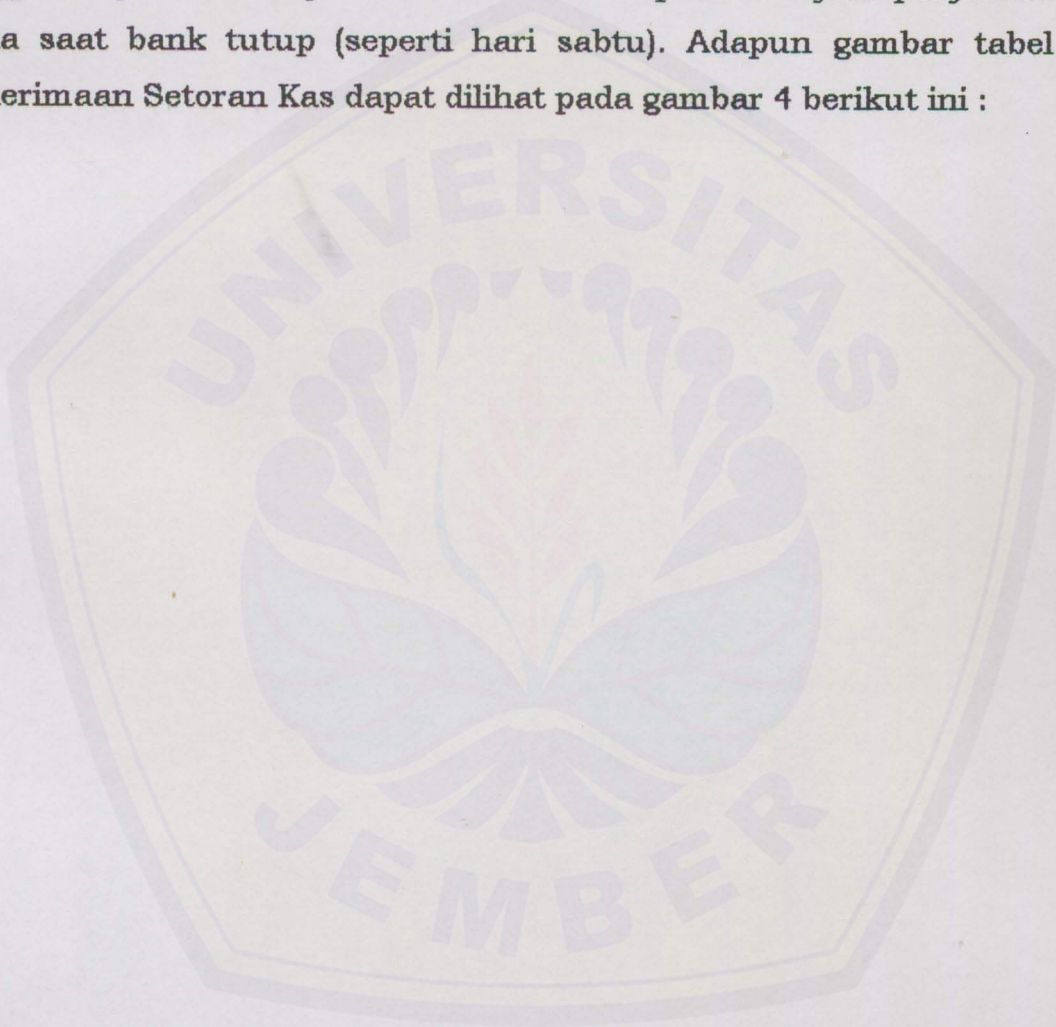 a saat bank tutup (seperti hari sabtu). Adapun gambar tabel
erimaan Setoran Kas dapat dilihat pada gambar 4 berikut ini :
UNIVERSITAS
JEMBER